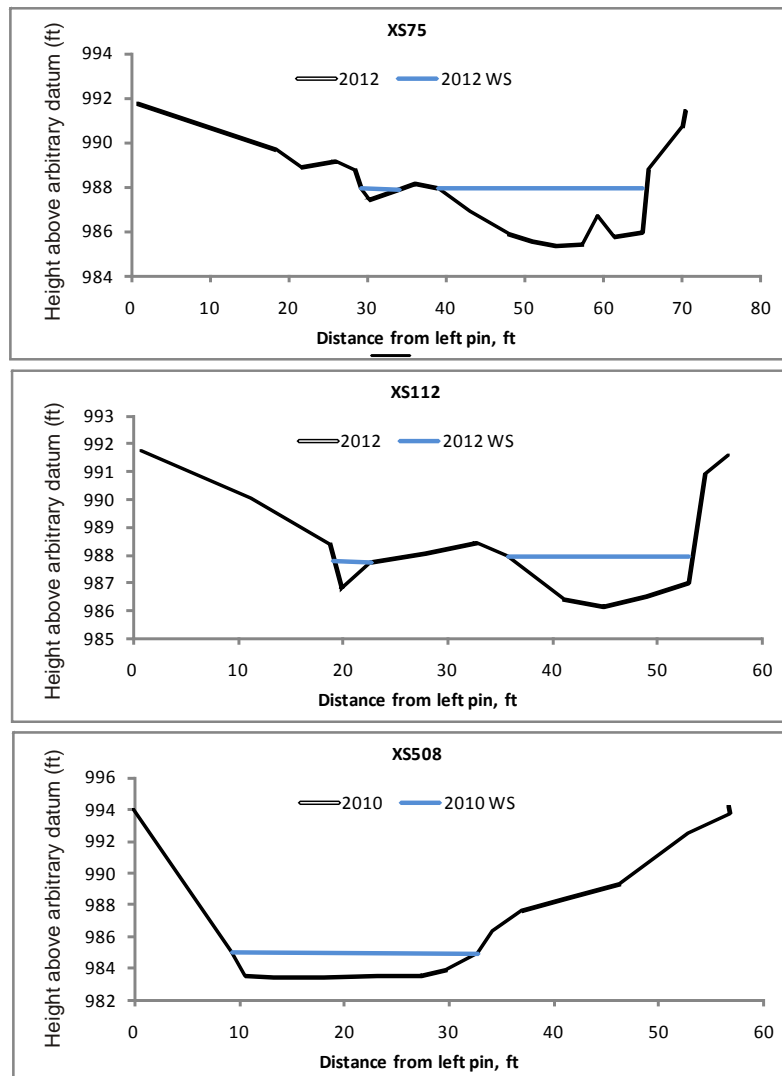 XS75
Height above arbitrary datum (ft)
994
992
990
988
986
984
2012
2012 WS
0 10 20 30 40 50 60 70 80
Distance from left pin, ft
XS112
Height above arbitrary datum (ft)
993
992
991
990
989
988
987
986
985
2012
2012 WS
0 10 20 30 40 50 60
Distance from left pin, ft
XS508
Height above arbitrary datum (ft)
996
994
992
990
988
986
984
982
2010
2010 WS
0 10 20 30 40 50 60
Distance from left pin, ft